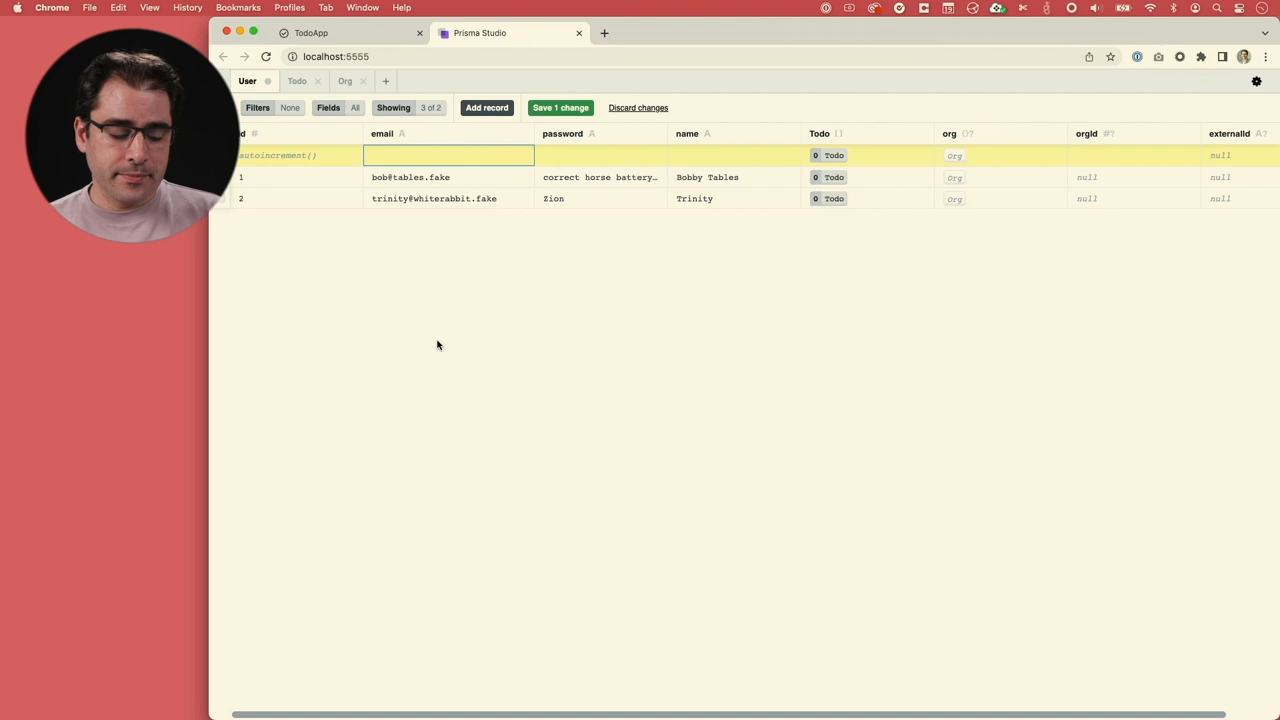 Chrome File Edit View History Bookmarks Profiles Tab Window Help
TodoApp Prisma Studio
localhost:5555
User Todo Org
Filters None Fields All Showing 3 of 2 Add record Save 1 change Discard changes
email A password A name A Todo [] org {}? orgId #? externalId A?
autoincrement() 0 Todo Org null
1 bob@tables.fake correct horse battery… Bobby Tables 0 Todo Org null null
2 trinity@whiterabbit.fake Zion Trinity 0 Todo Org null null